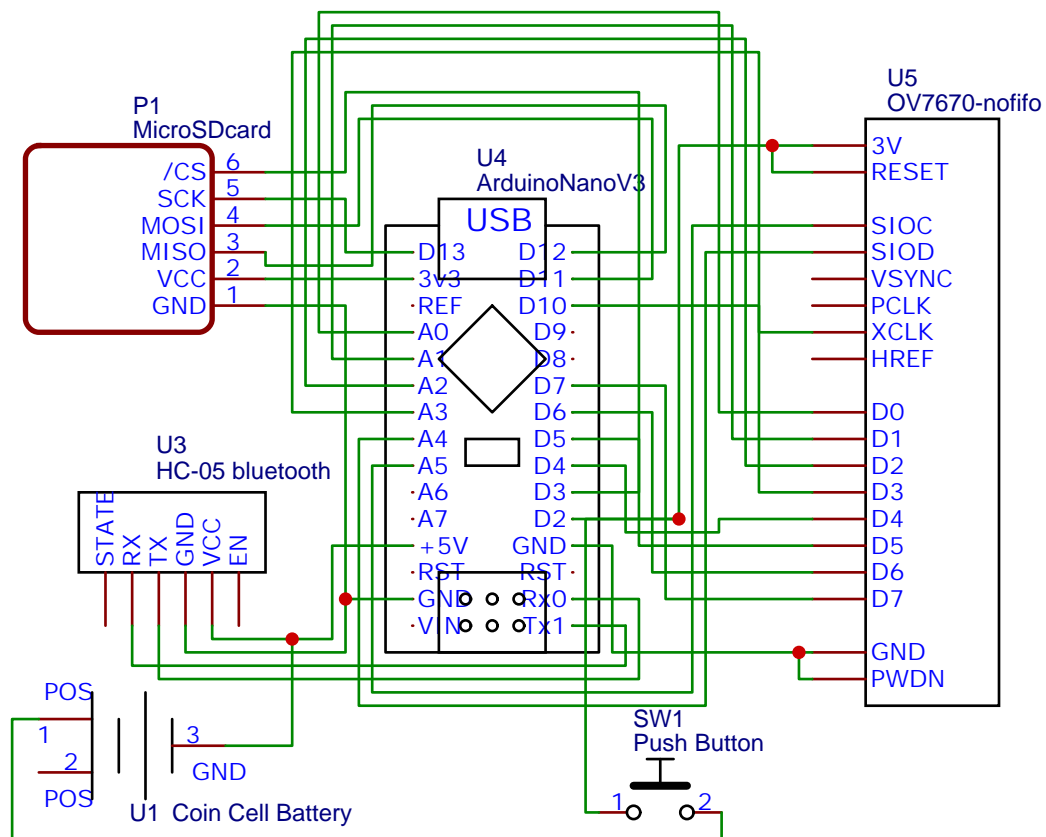 P1
MicroSDcard
/CS 6
SCK 5
MOSI 4
MISO 3
VCC 2
GND 1
U4
ArduinoNanoV3
USB
D13
3v3
REF
A0
A1
A2
A3
A4
A5
A6
A7
+5V
RST
GND
VIN
D12
D11
D10
D9
D8
D7
D6
D5
D4
D3
D2
GND
RST
Rx0
Tx1
U5
OV7670-nofifo
3V
RESET
SIOC
SIOD
VSYNC
PCLK
XCLK
HREF
D0
D1
D2
D3
D4
D5
D6
D7
GND
PWDN
U3
HC-05 bluetooth
STATE
RX
TX
GND
VCC
EN
POS
1
2
POS
3
GND
U1 Coin Cell Battery
SW1
Push Button
1 2